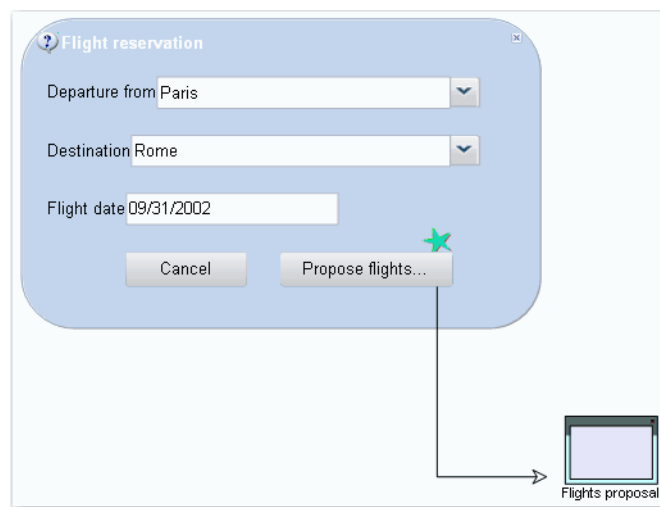 Flight reservation
Departure from Paris
Destination Rome
Flight date 09/31/2002
Cancel Propose flights...
Flights proposal